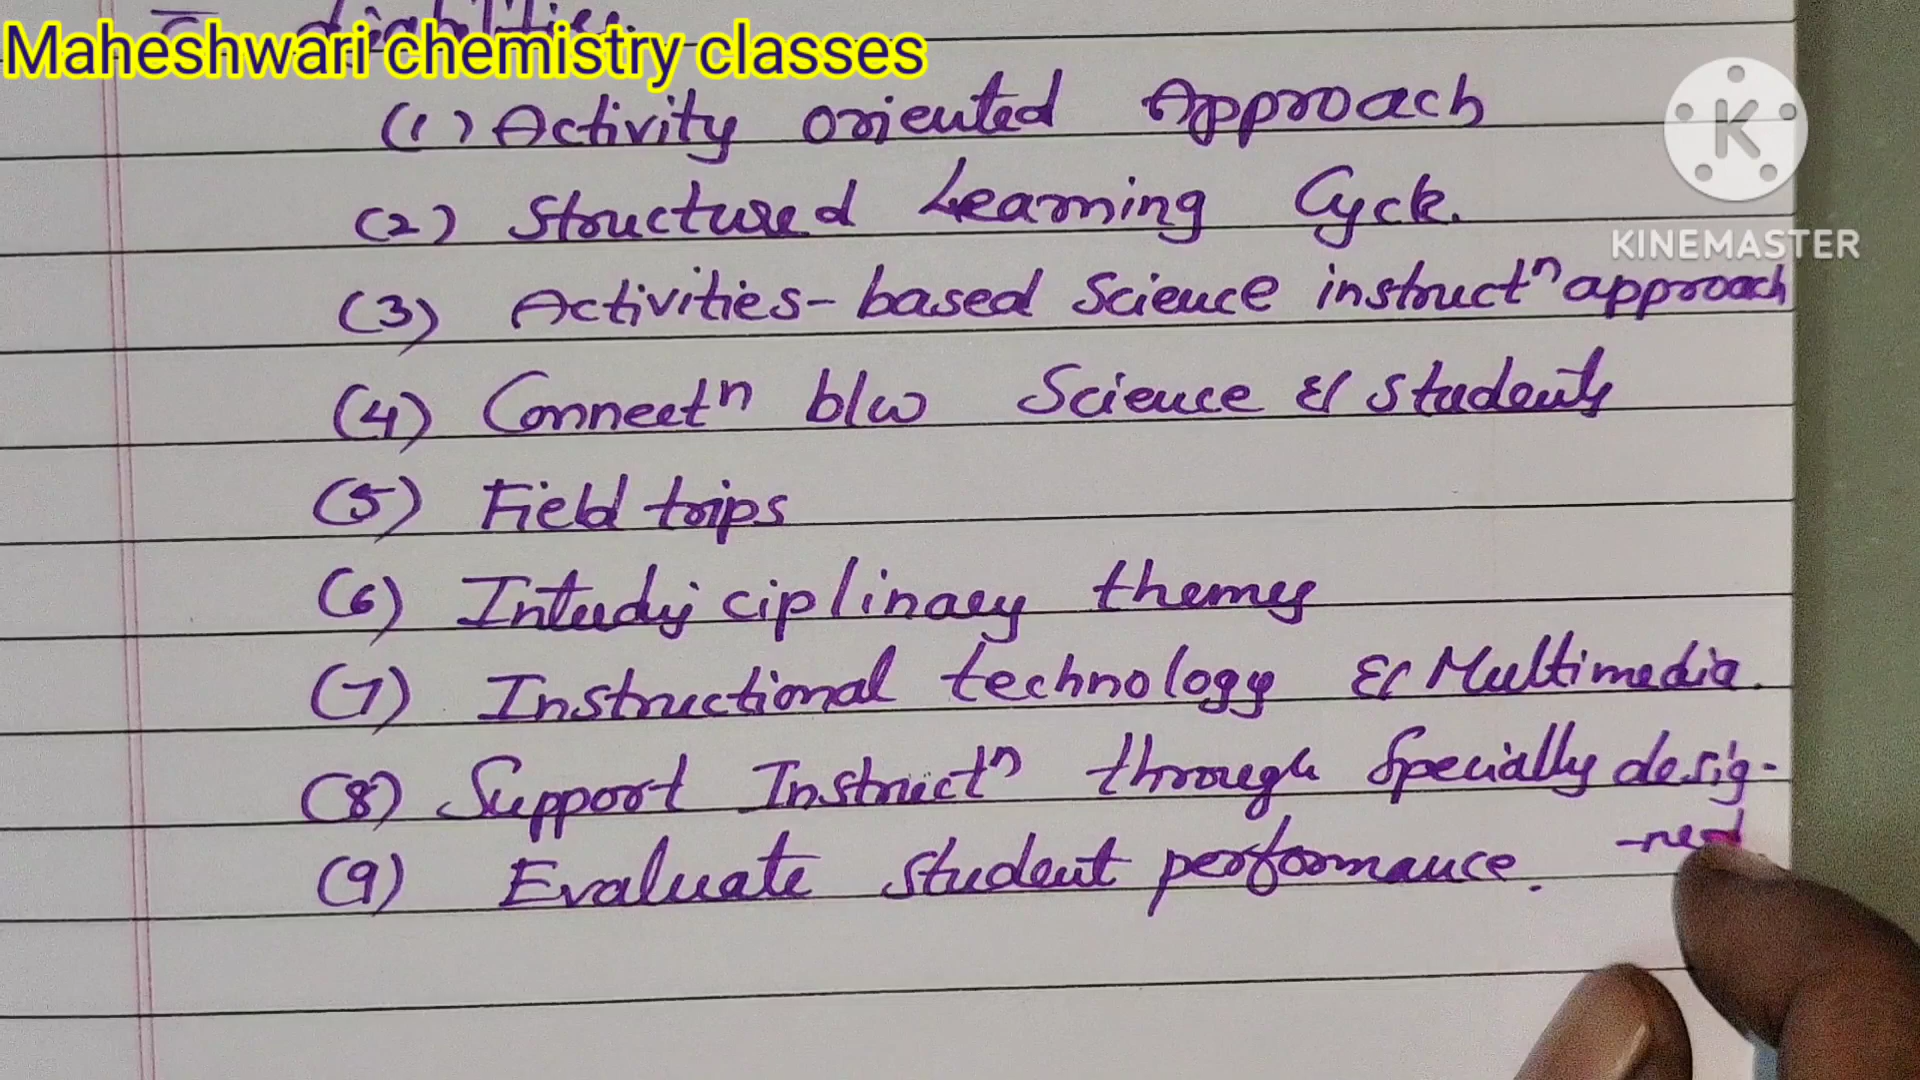 Maheshwari chemistry classes
(1) Activity oriented Approach
(2) Structured Learning Cycle.
KINEMASTER
(3) Activities-based Science instructⁿ approach
(4) Connectⁿ b/w Science & students
(5) Field trips
(6) Interdisciplinary themes
(7) Instructional technology & Multimedia.
(8) Support Instructⁿ through Specially desig-
-ned
(9) Evaluate student performance.